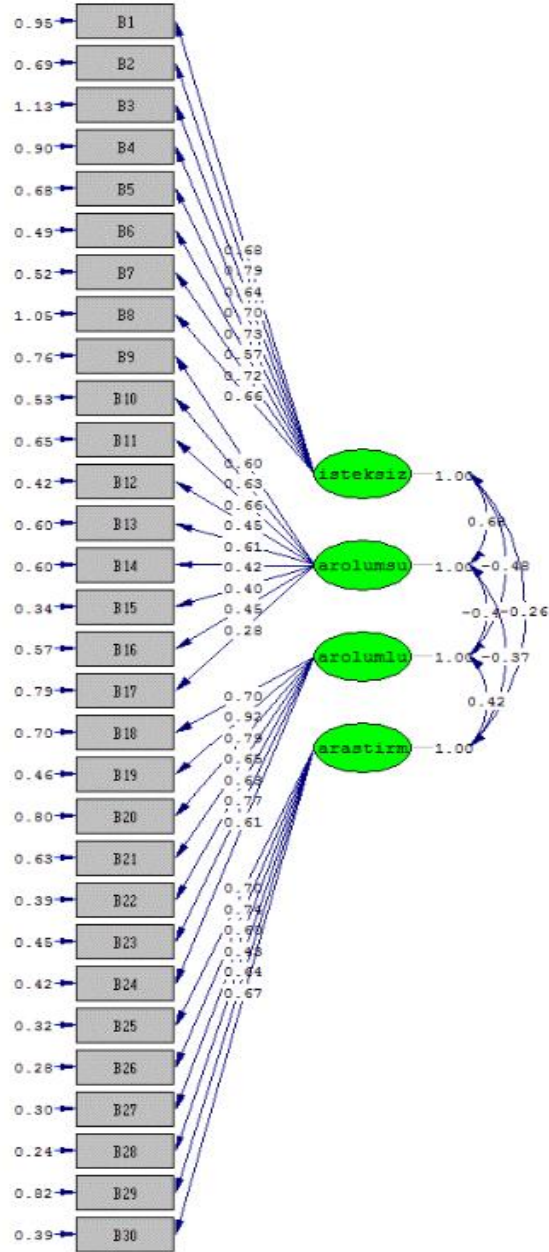 0.95 B1
0.69 B2
1.13 B3
0.90 B4
0.68 B5
0.49 B6
0.52 B7
1.05 B8
0.76 B9
0.53 B10
0.65 B11
0.42 B12
0.60 B13
0.60 B14
0.34 B15
0.57 B16
0.79 B17
0.70 B18
0.46 B19
0.80 B20
0.63 B21
0.39 B22
0.45 B23
0.42 B24
0.32 B25
0.28 B26
0.30 B27
0.24 B28
0.82 B29
0.39 B30
0.68
0.79
0.64
0.70
0.73
0.57
0.72
0.66
0.60
0.63
0.66
0.45
0.61
0.42
0.40
0.45
0.28
0.70
0.92
0.79
0.65
0.77
0.61
0.70
0.74
0.67
isteksiz 1.00
arolumsu 1.00
arolumlu 1.00
arastirm 1.00
-0.48
-0.26
-0.37
0.42